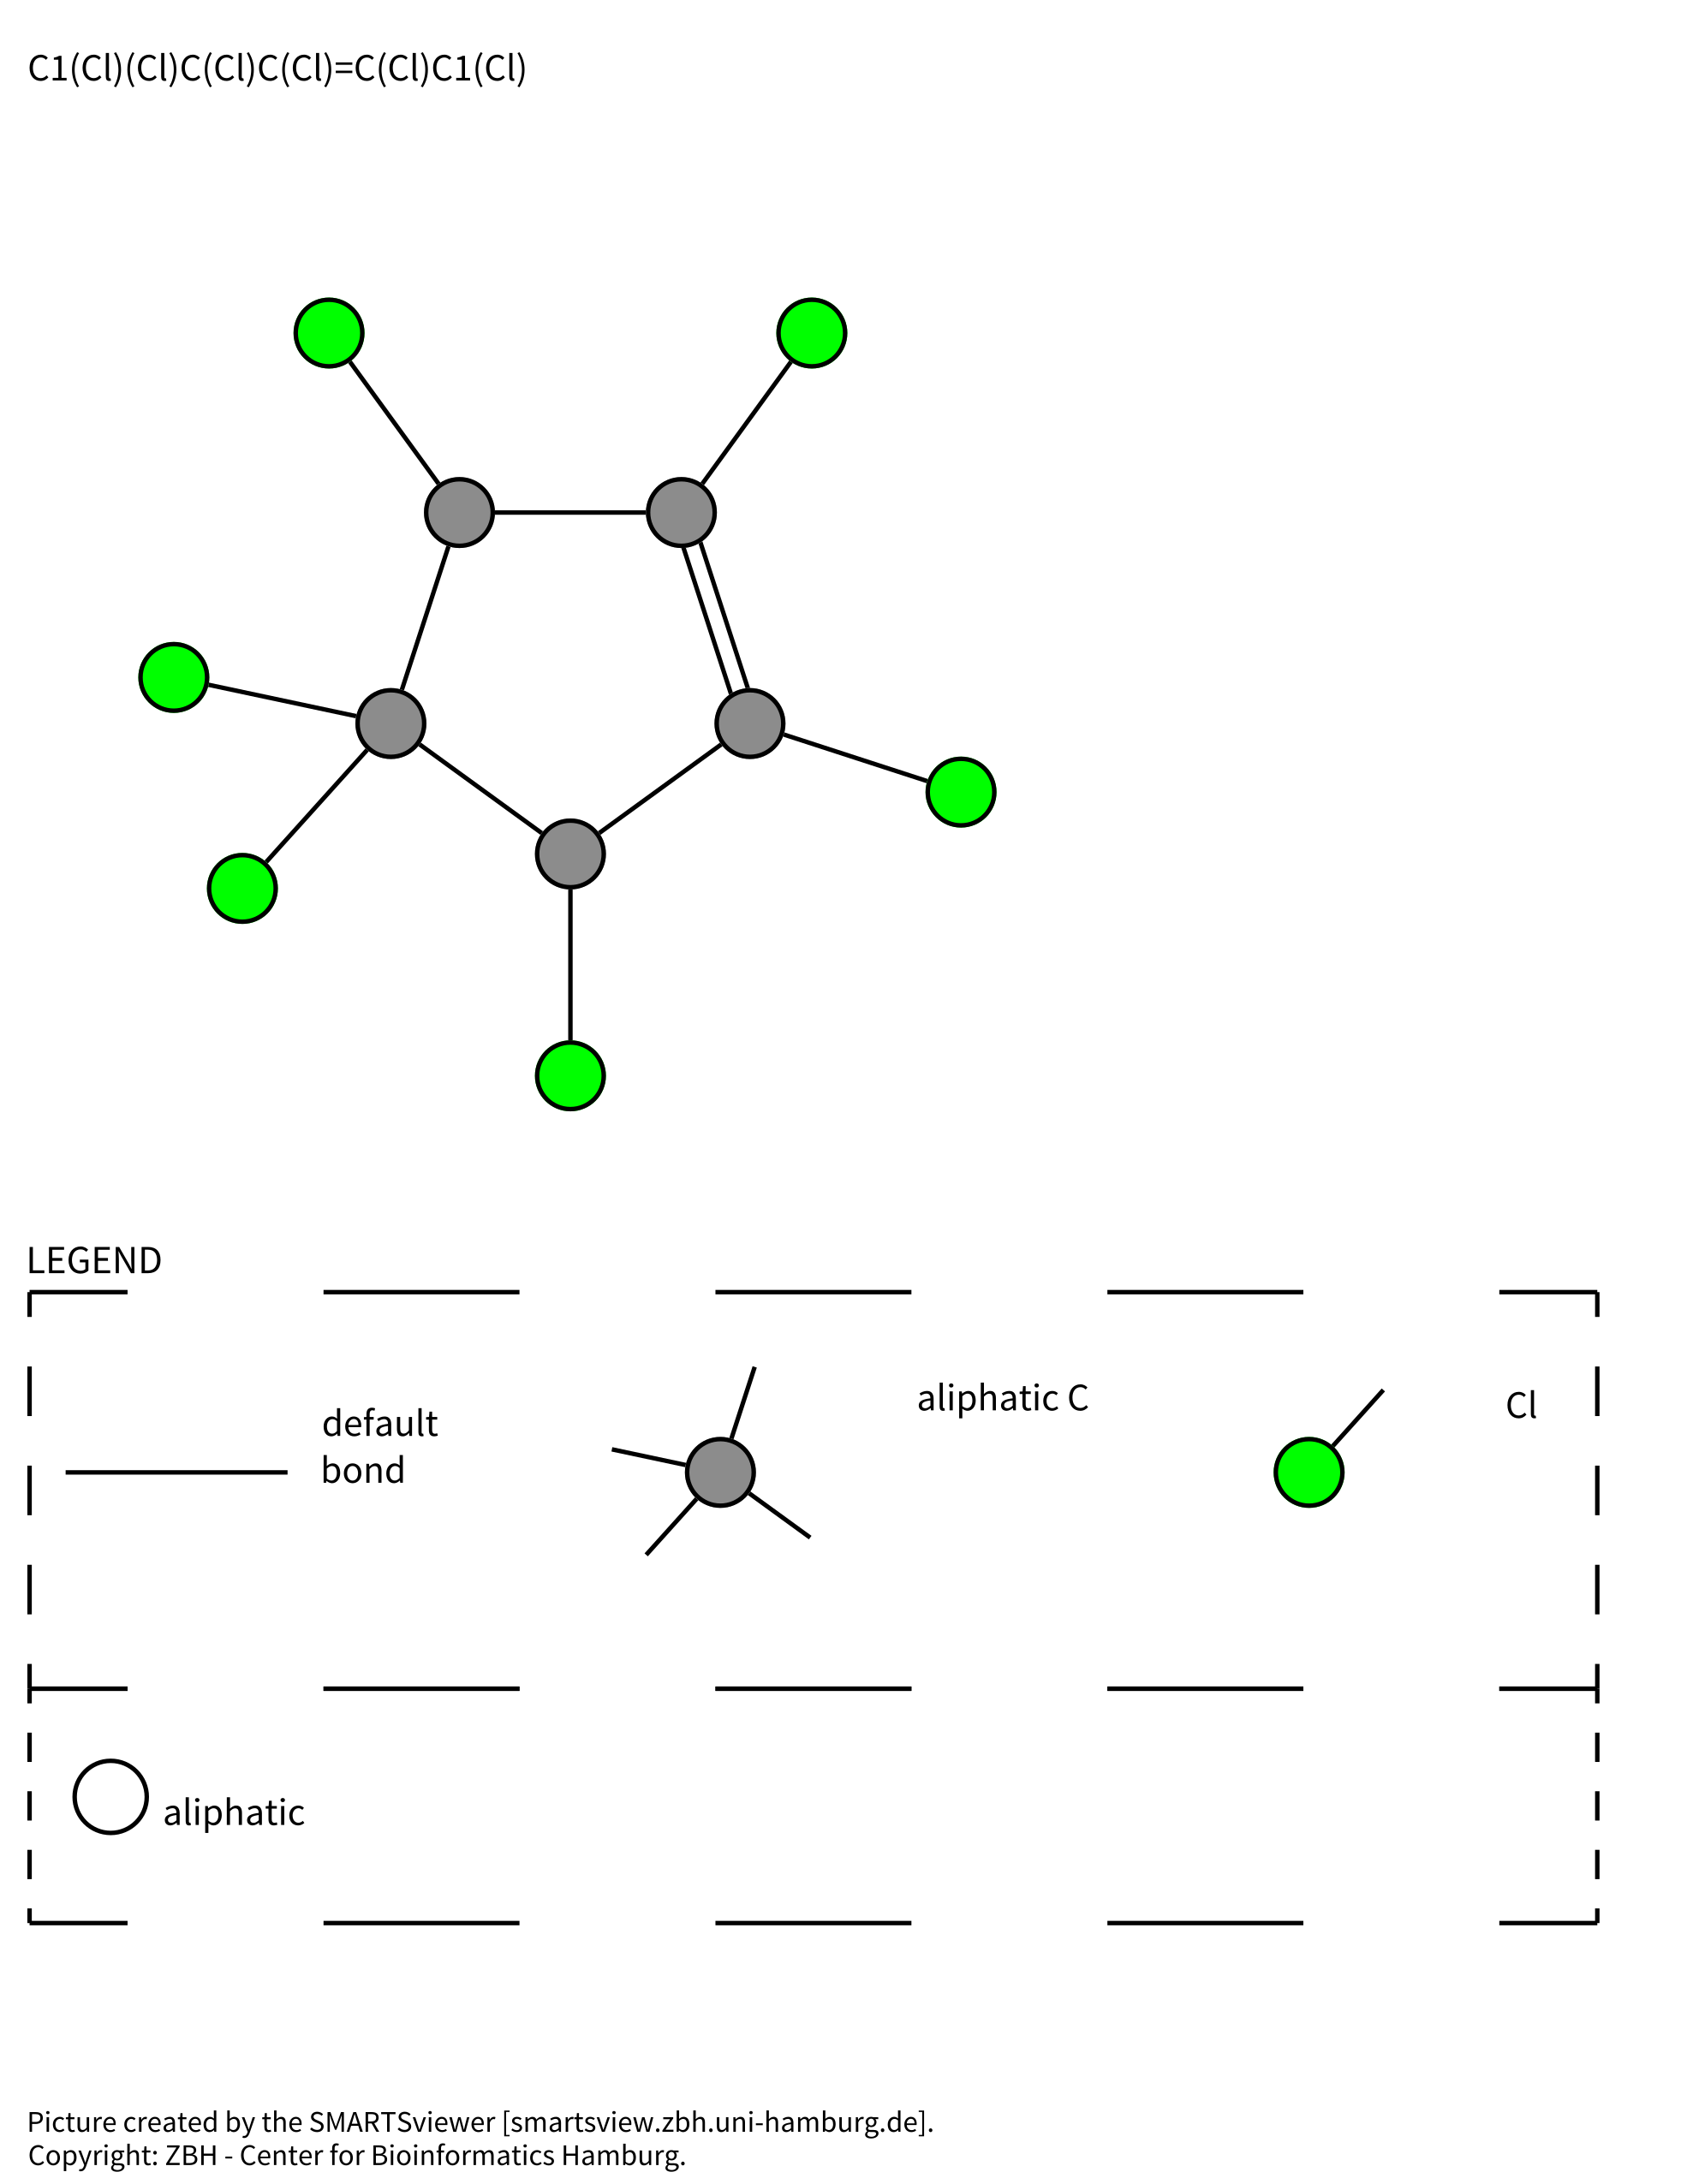 C1(Cl)(Cl)C(Cl)C(Cl)=C(Cl)C1(Cl)
LEGEND
default
bond
aliphatic C
Cl
aliphatic
Picture created by the SMARTSviewer [smartsview.zbh.uni-hamburg.de].
Copyright: ZBH - Center for Bioinformatics Hamburg.